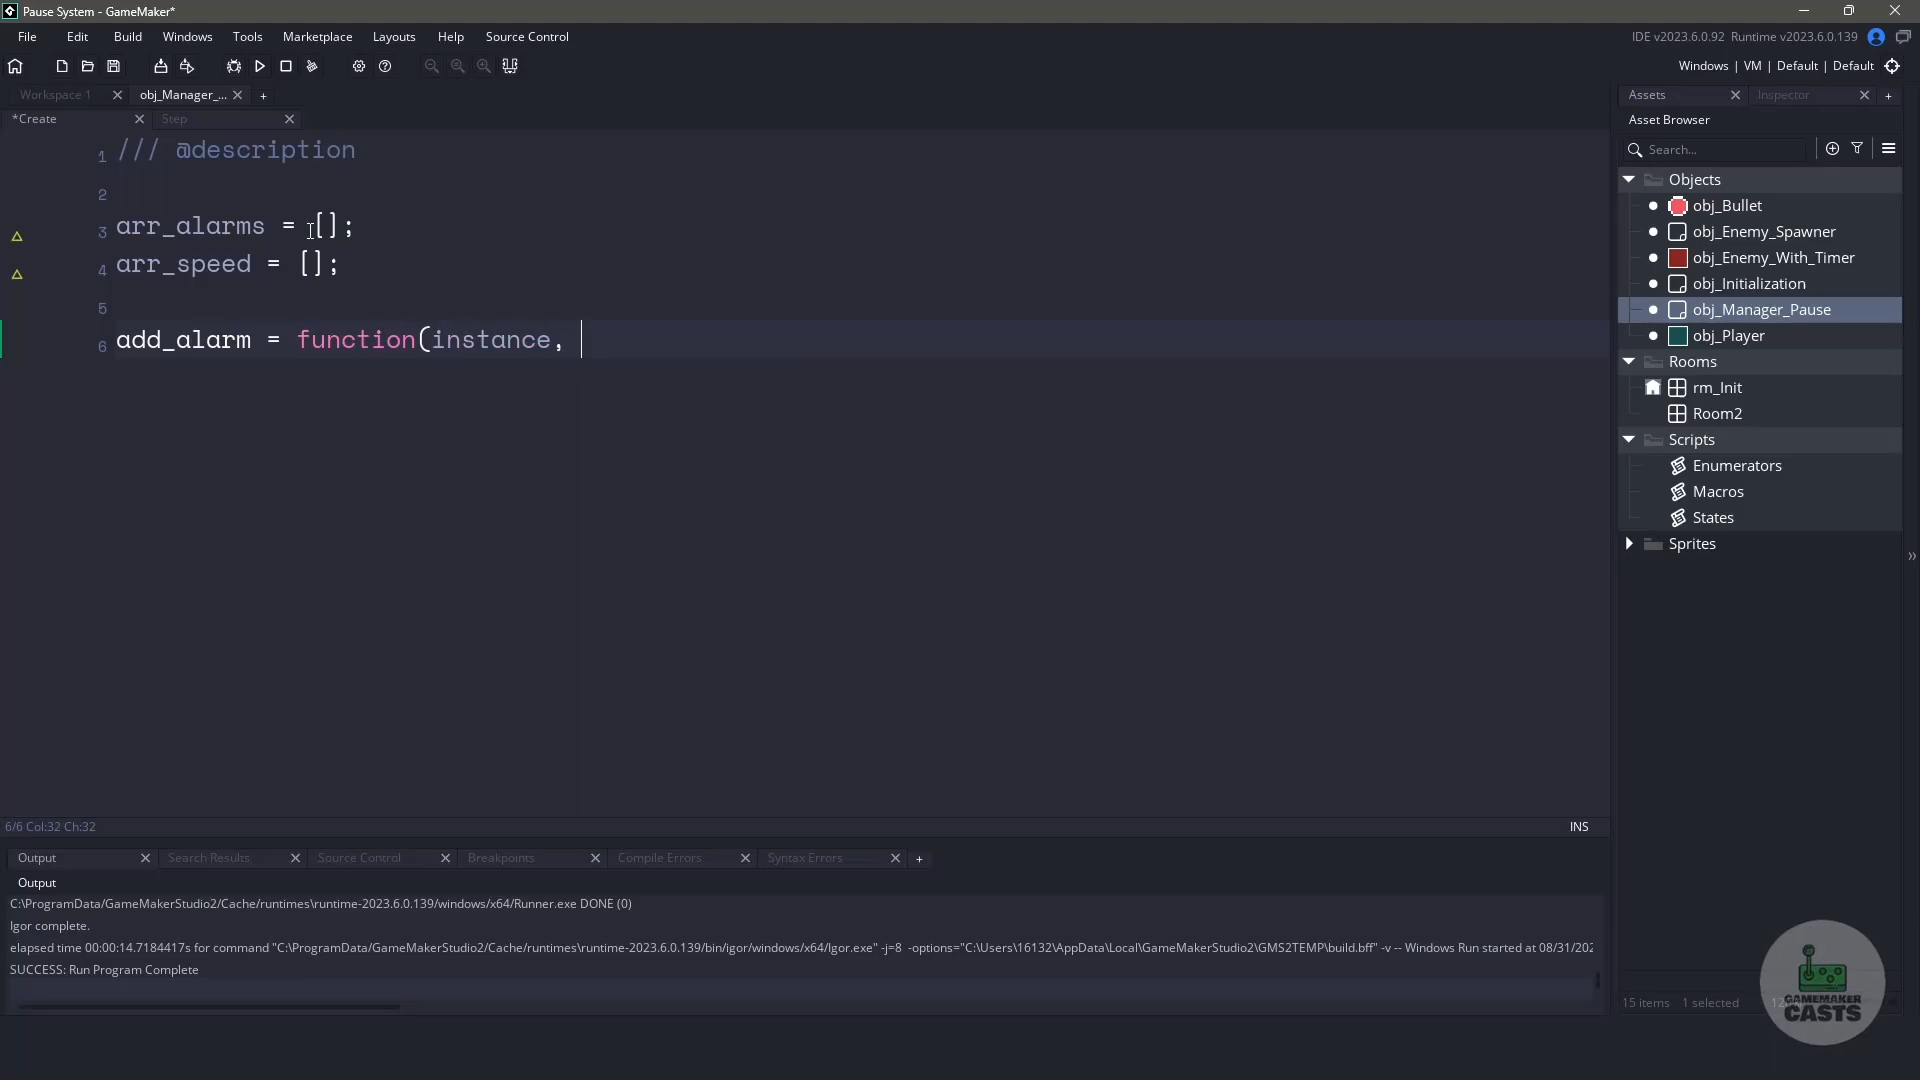 Pause System - GameMaker*
File Edit Build Windows Tools Marketplace Layouts Help Source Control
IDE v2023.6.0.92 Runtime v2023.6.0.139
Windows | VM | Default | Default
Workspace 1
obj_Manager_...
*Create
Step
1 /// @description
2
3 arr_alarms = [];
4 arr_speed = [];
5
6 add_alarm = function(instance,
6/6 Col:32 Ch:32
INS
Output
Search Results
Source Control
Breakpoints
Compile Errors
Syntax Errors
Output
C:\ProgramData/GameMakerStudio2/Cache/runtimes\runtime-2023.6.0.139/windows/x64/Runner.exe DONE (0)
Igor complete.
elapsed time 00:00:14.7184417s for command "C:\ProgramData/GameMakerStudio2/Cache/runtimes\runtime-2023.6.0.139/bin/igor/windows/x64/Igor.exe" -j=8 -options="C:\Users\16132\AppData\Local\GameMakerStudio2\GMS2TEMP\build.bff" -v -- Windows Run started at 08/31/202
SUCCESS: Run Program Complete
Assets
Inspector
Asset Browser
Search...
Objects
obj_Bullet
obj_Enemy_Spawner
obj_Enemy_With_Timer
obj_Initialization
obj_Manager_Pause
obj_Player
Rooms
rm_Init
Room2
Scripts
Enumerators
Macros
States
Sprites
15 items 1 selected
GAMEMAKER
CASTS